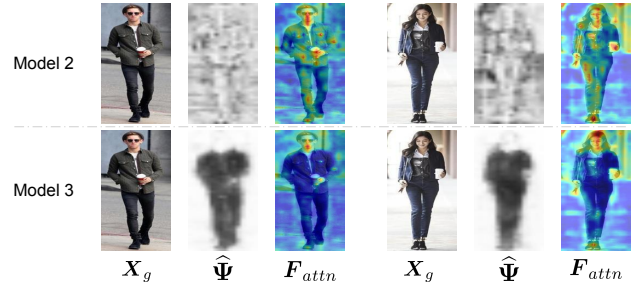 Model 2
Model 3
X_g Ψ̂ F_attn X_g Ψ̂ F_attn